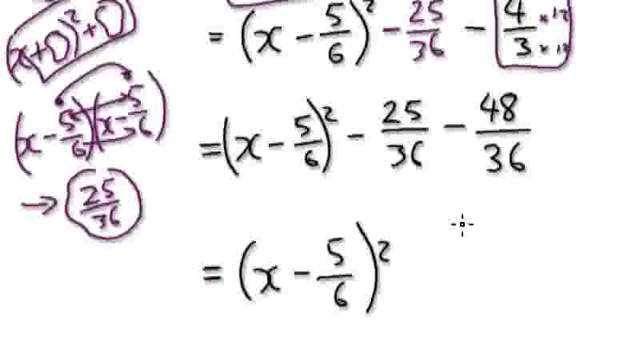 (x+□)²+□
= (x - 5/6)² - 25/36 - 4/3 ×12 ×12
(x - 5/6)(x - 5/6)
= (x - 5/6)² - 25/36 - 48/36
→ 25/36
= (x - 5/6)²